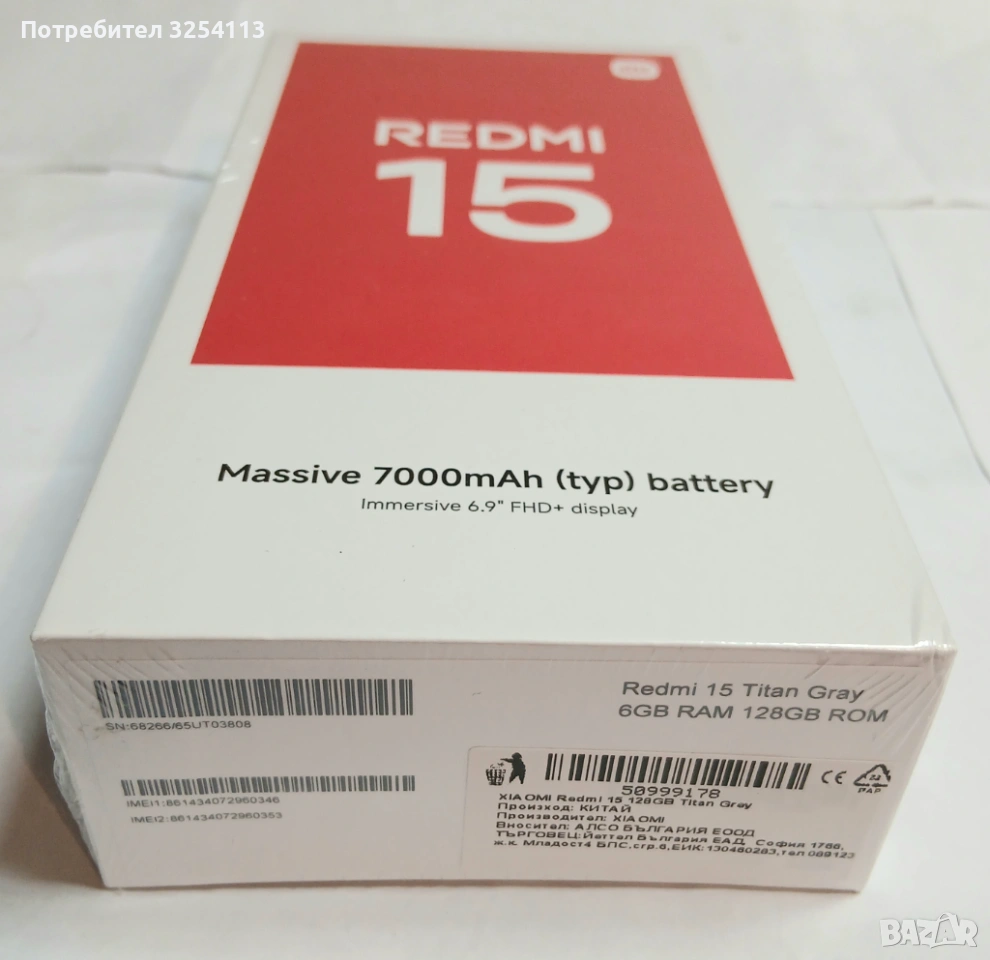 Потребител 3254113
REDMI
15
Massive 7000mAh (typ) battery
Immersive 6.9" FHD+ display
Redmi 15 Titan Gray
6GB RAM 128GB ROM
SN:68266/65UT03808
IMEI1:861434072960346
IMEI2:861434072960353
50999178
XIAOMI Redmi 15 128GB Titan Grey
Произход: КИТАЙ
Производител: XIAOMI
Вносител: АЛСО БЪЛГАРИЯ ЕООД
ТЪРГОВЕЦ:Йеттел България ЕАД, София 1766,
ж.к. Младост4 БПС,сгр.6,ЕИК:130460283,тел 089123
CE
PAP
BAZAR